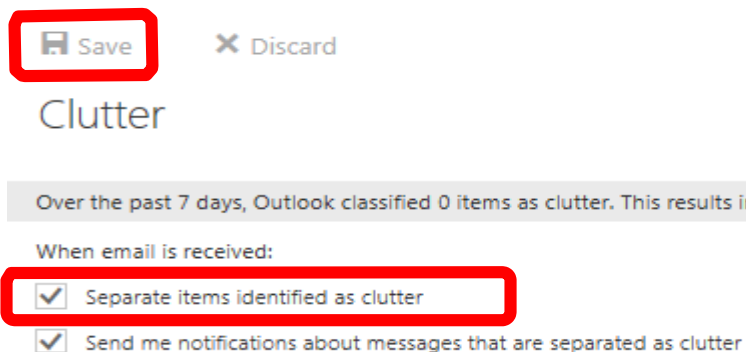 Save Discard
Clutter
Over the past 7 days, Outlook classified 0 items as clutter. This results
When email is received:
Separate items identified as clutter
Send me notifications about messages that are separated as clutter